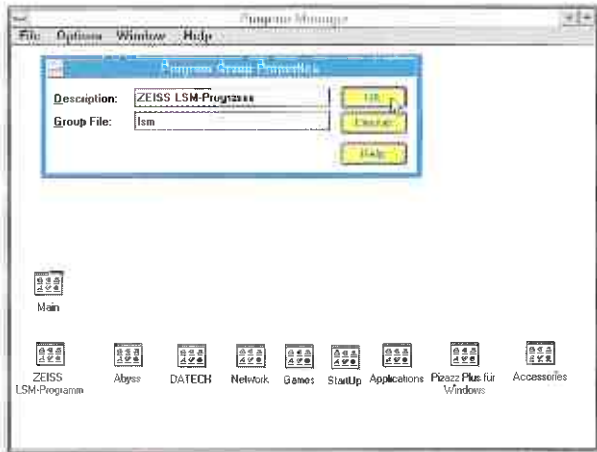 Program Manager
File Options Window Help
Program Group Properties
Description: ZEISS LSM-Programm OK
Group File: lsm Cancel
Help
Main
ZEISS
LSM-Programm
Abyss
DATECH
Network
Games
StartUp
Applications
Pizazz Plus für
Windows
Accessories